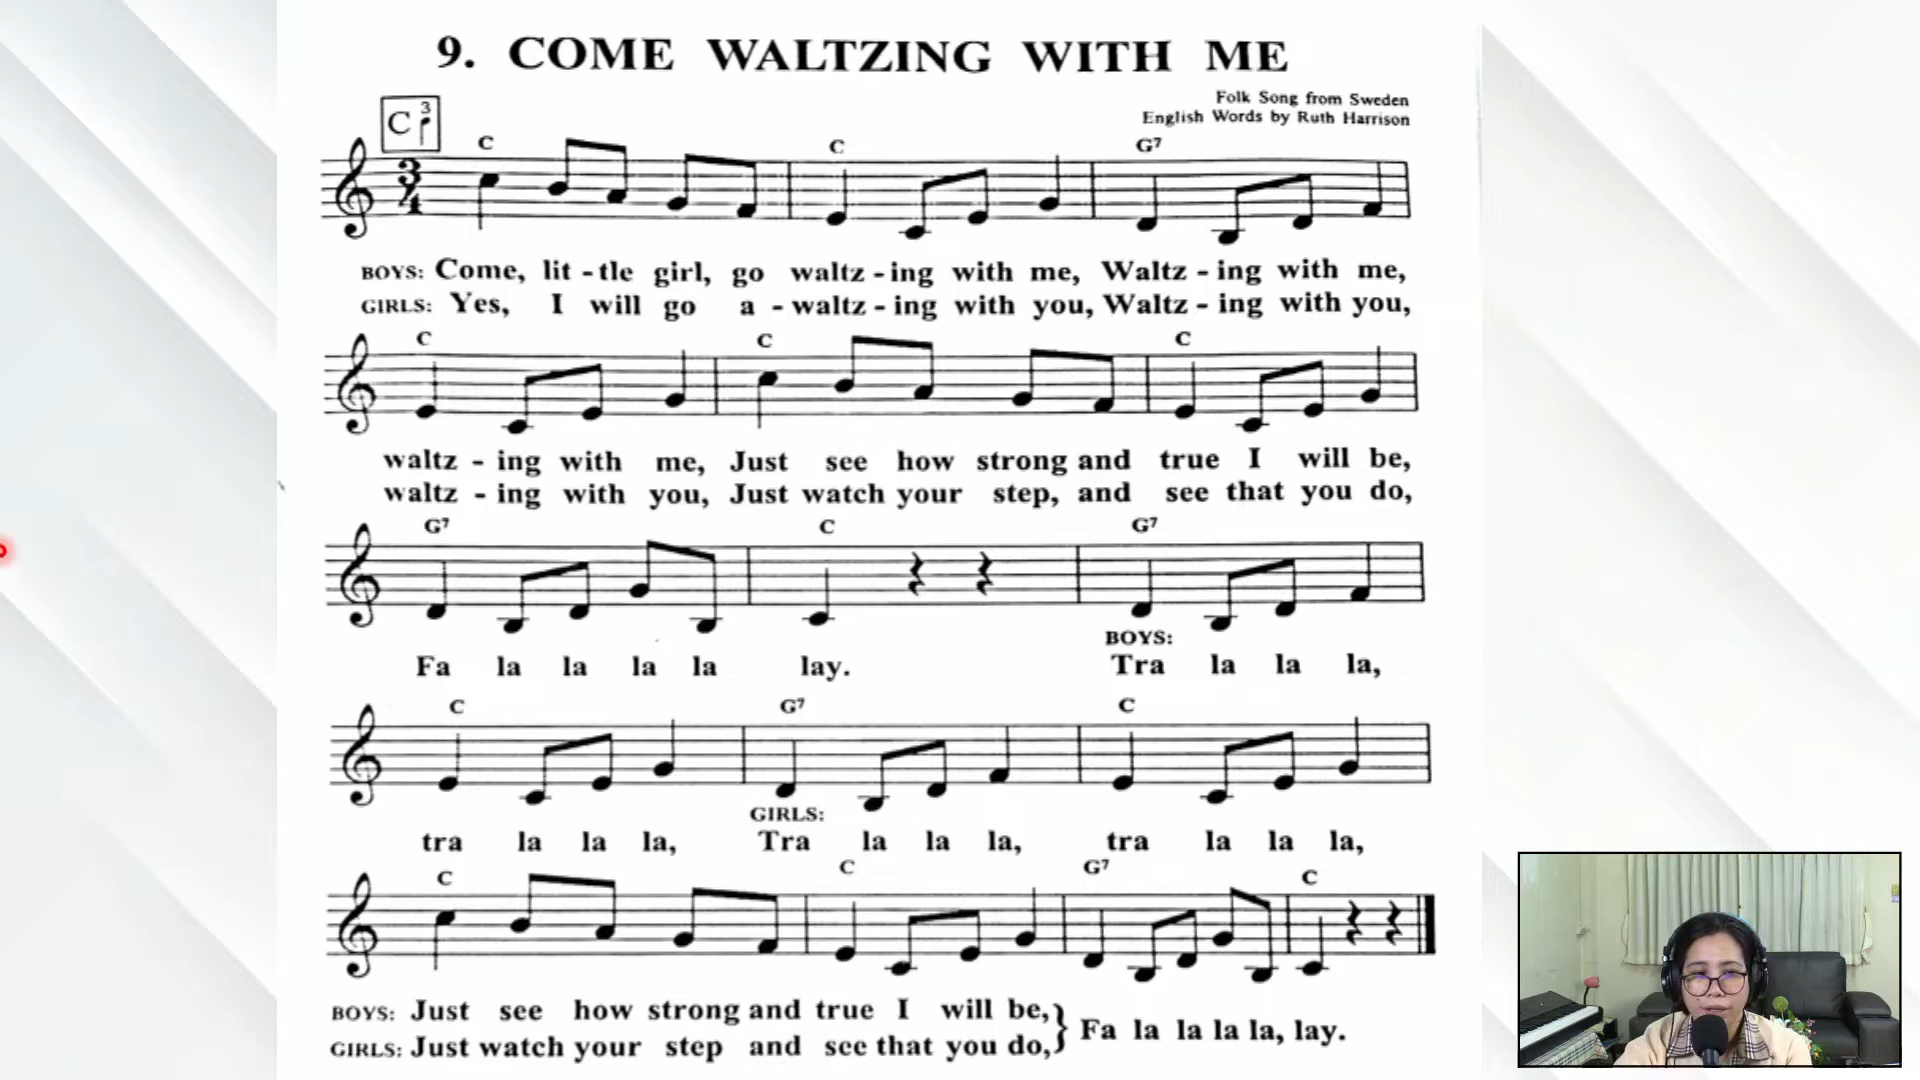 9. COME WALTZING WITH ME
Folk Song from Sweden
English Words by Ruth Harrison
C 3
C C G7
3
4
BOYS: Come, lit - tle girl, go waltz - ing with me, Waltz - ing with me,
GIRLS: Yes, I will go a - waltz - ing with you, Waltz - ing with you,
C C C
waltz - ing with me, Just see how strong and true I will be,
waltz - ing with you, Just watch your step, and see that you do,
G7 C G7
BOYS:
Fa la la la la lay. Tra la la la,
C G7 C
GIRLS:
tra la la la, Tra la la la, tra la la la,
C C G7 C
BOYS: Just see how strong and true I will be,
GIRLS: Just watch your step and see that you do,} Fa la la la la, lay.